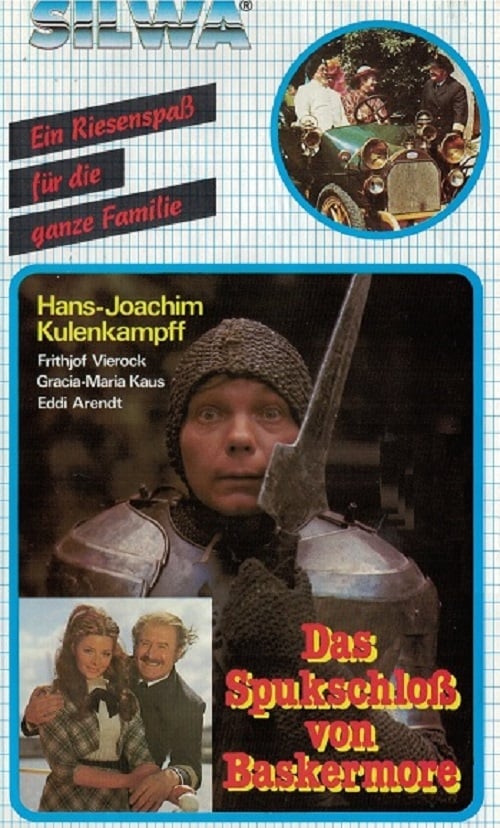 SILWA®
Ein Riesenspaß
für die
ganze Familie
Hans-Joachim
Kulenkampff
Frithjof Vierock
Gracia-Maria Kaus
Eddi Arendt
Das
Spukschloß
von
Baskermore